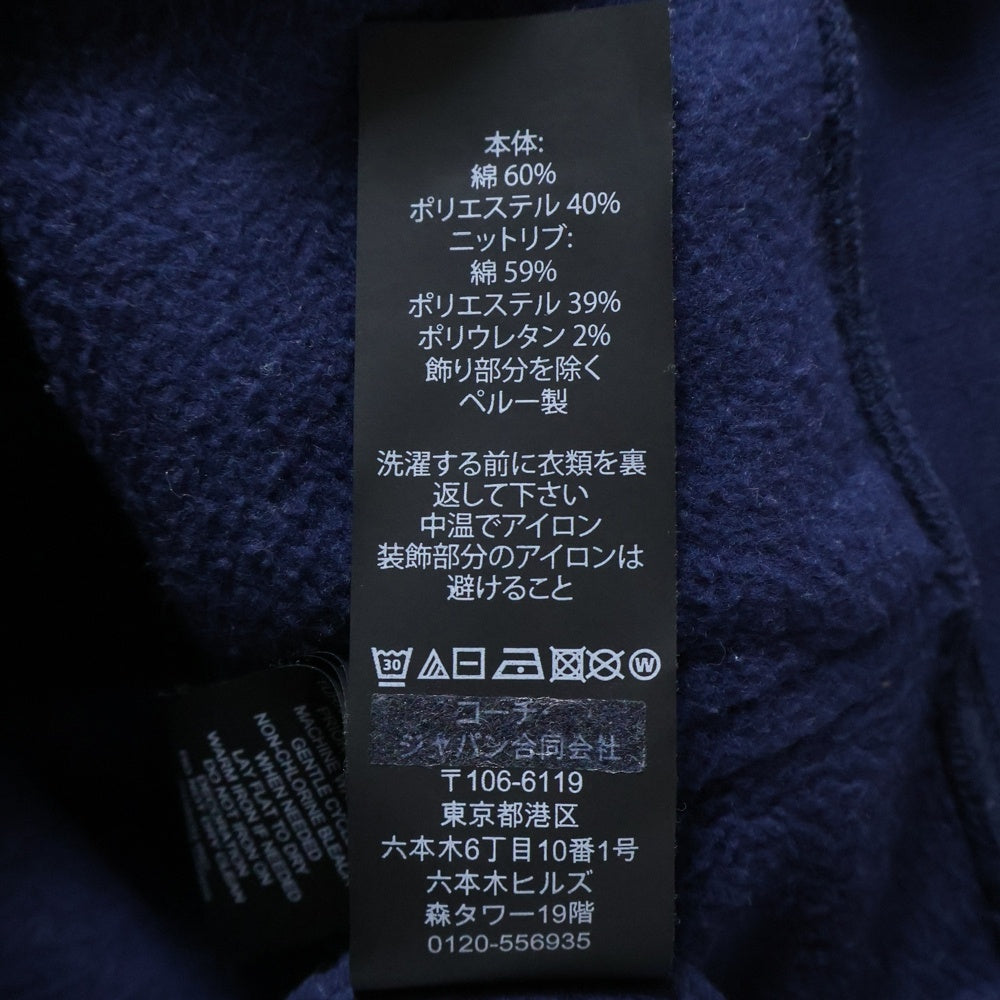 本体:
綿 60%
ポリエステル 40%
ニットリブ:
綿 59%
ポリエステル 39%
ポリウレタン 2%
飾り部分を除く
ペルー製
洗濯する前に衣類を裏
返して下さい
中温でアイロン
装飾部分のアイロンは
避けること
30
W
コーチ
ジャパン合同会社
〒106-6119
東京都港区
六本木6丁目10番1号
六本木ヒルズ
森タワー19階
0120-556935
MACHINE
GENTLE CYCLE
NON-CHLORINE BLEACH
WHEN NEEDED
LAY FLAT TO DRY
WARM IRON IF NEEDED
DO NOT IRON ON
DECORATION
DRY CLEAN